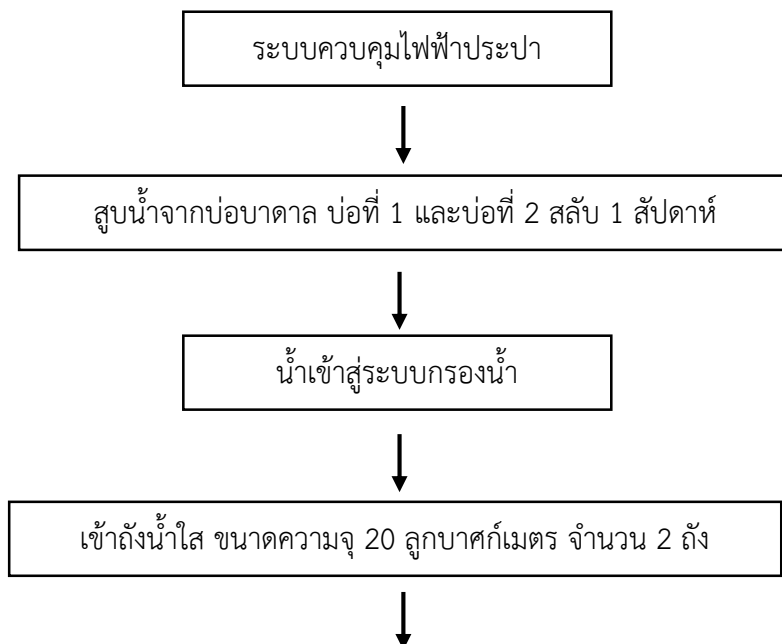 ระบบควบคุมไฟฟ้าประปา
สูบน้ำจากบ่อบาดาล บ่อที่ 1 และบ่อที่ 2 สลับ 1 สัปดาห์
น้ำเข้าสู่ระบบกรองน้ำ
เข้าถังน้ำใส ขนาดความจุ 20 ลูกบาศก์เมตร จำนวน 2 ถัง